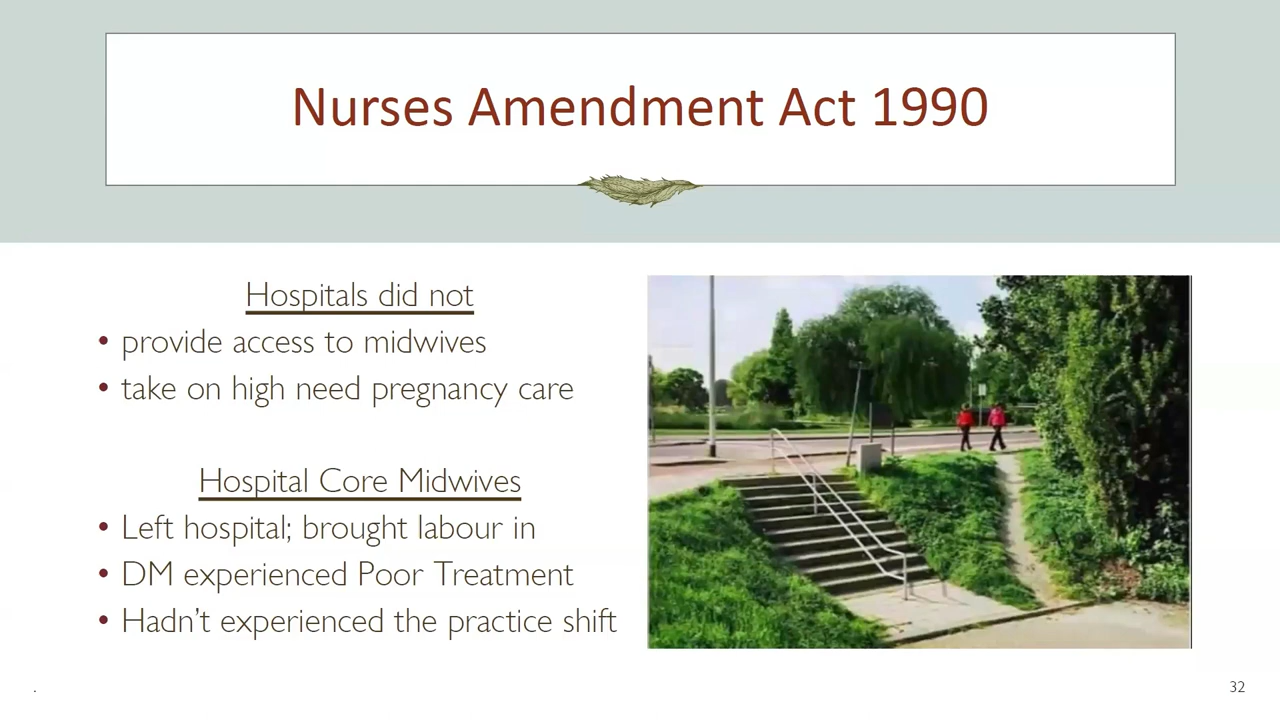 Nurses Amendment Act 1990
Hospitals did not
• provide access to midwives
• take on high need pregnancy care
Hospital Core Midwives
• Left hospital; brought labour in
• DM experienced Poor Treatment
• Hadn't experienced the practice shift
.
32